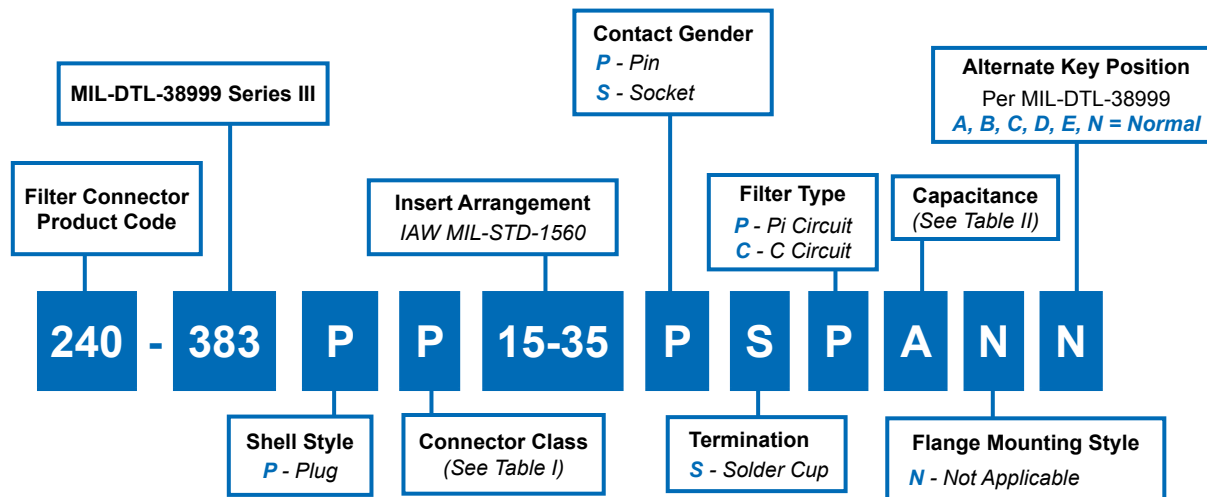 Contact Gender
P - Pin
S - Socket
Alternate Key Position
Per MIL-DTL-38999
A, B, C, D, E, N = Normal
MIL-DTL-38999 Series III
Filter Connector
Product Code
Insert Arrangement
IAW MIL-STD-1560
Filter Type
P - Pi Circuit
C - C Circuit
Capacitance
(See Table II)
240 - 383 P P 15-35 P S P A N N
Shell Style
P - Plug
Connector Class
(See Table I)
Termination
S - Solder Cup
Flange Mounting Style
N - Not Applicable